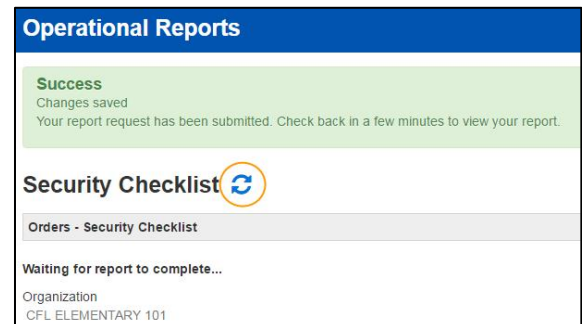 Operational Reports
Success
Changes saved
Your report request has been submitted. Check back in a few minutes to view your report.
Security Checklist
Orders - Security Checklist
Waiting for report to complete...
Organization
CFL ELEMENTARY 101